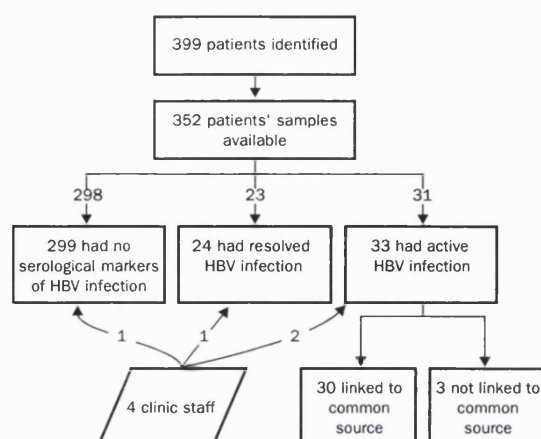 399 patients identified
352 patients' samples
available
298
23
31
299 had no
serological markers
of HBV infection
24 had resolved
HBV infection
33 had active
HBV infection
1
1
2
4 clinic staff
30 linked to
common
source
3 not linked to
common
source